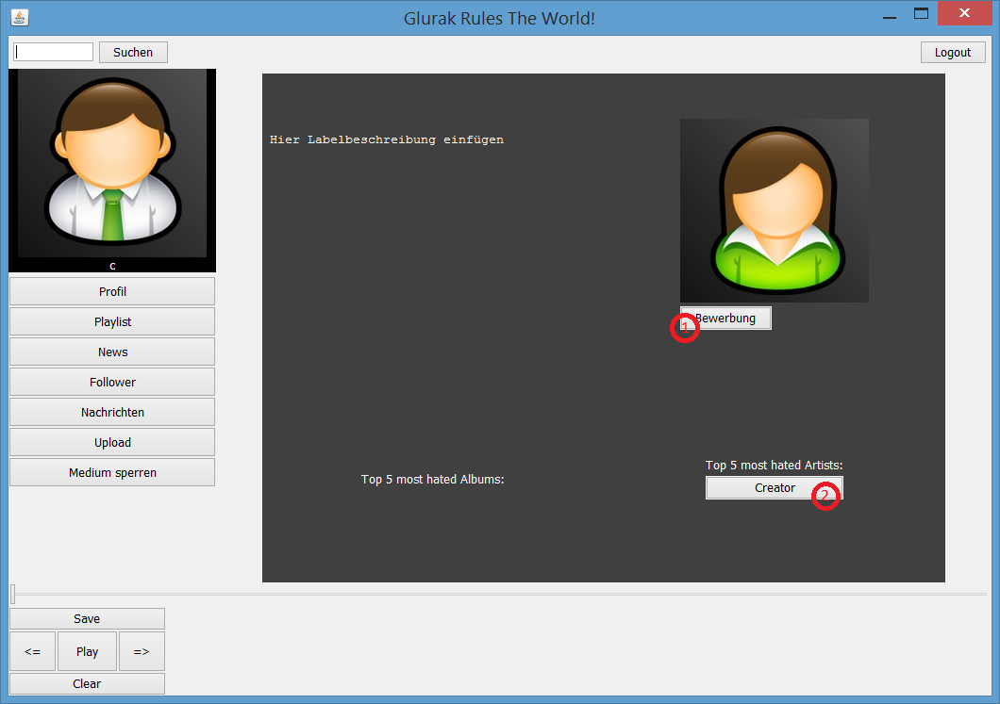 Glurak Rules The World!
Suchen
Logout
c
Profil
Playlist
News
Follower
Nachrichten
Upload
Medium sperren
Hier Labelbeschreibung einfügen
Bewerbung
1
Top 5 most hated Albums:
Top 5 most hated Artists:
Creator
2
Save
<= Play =>
Clear